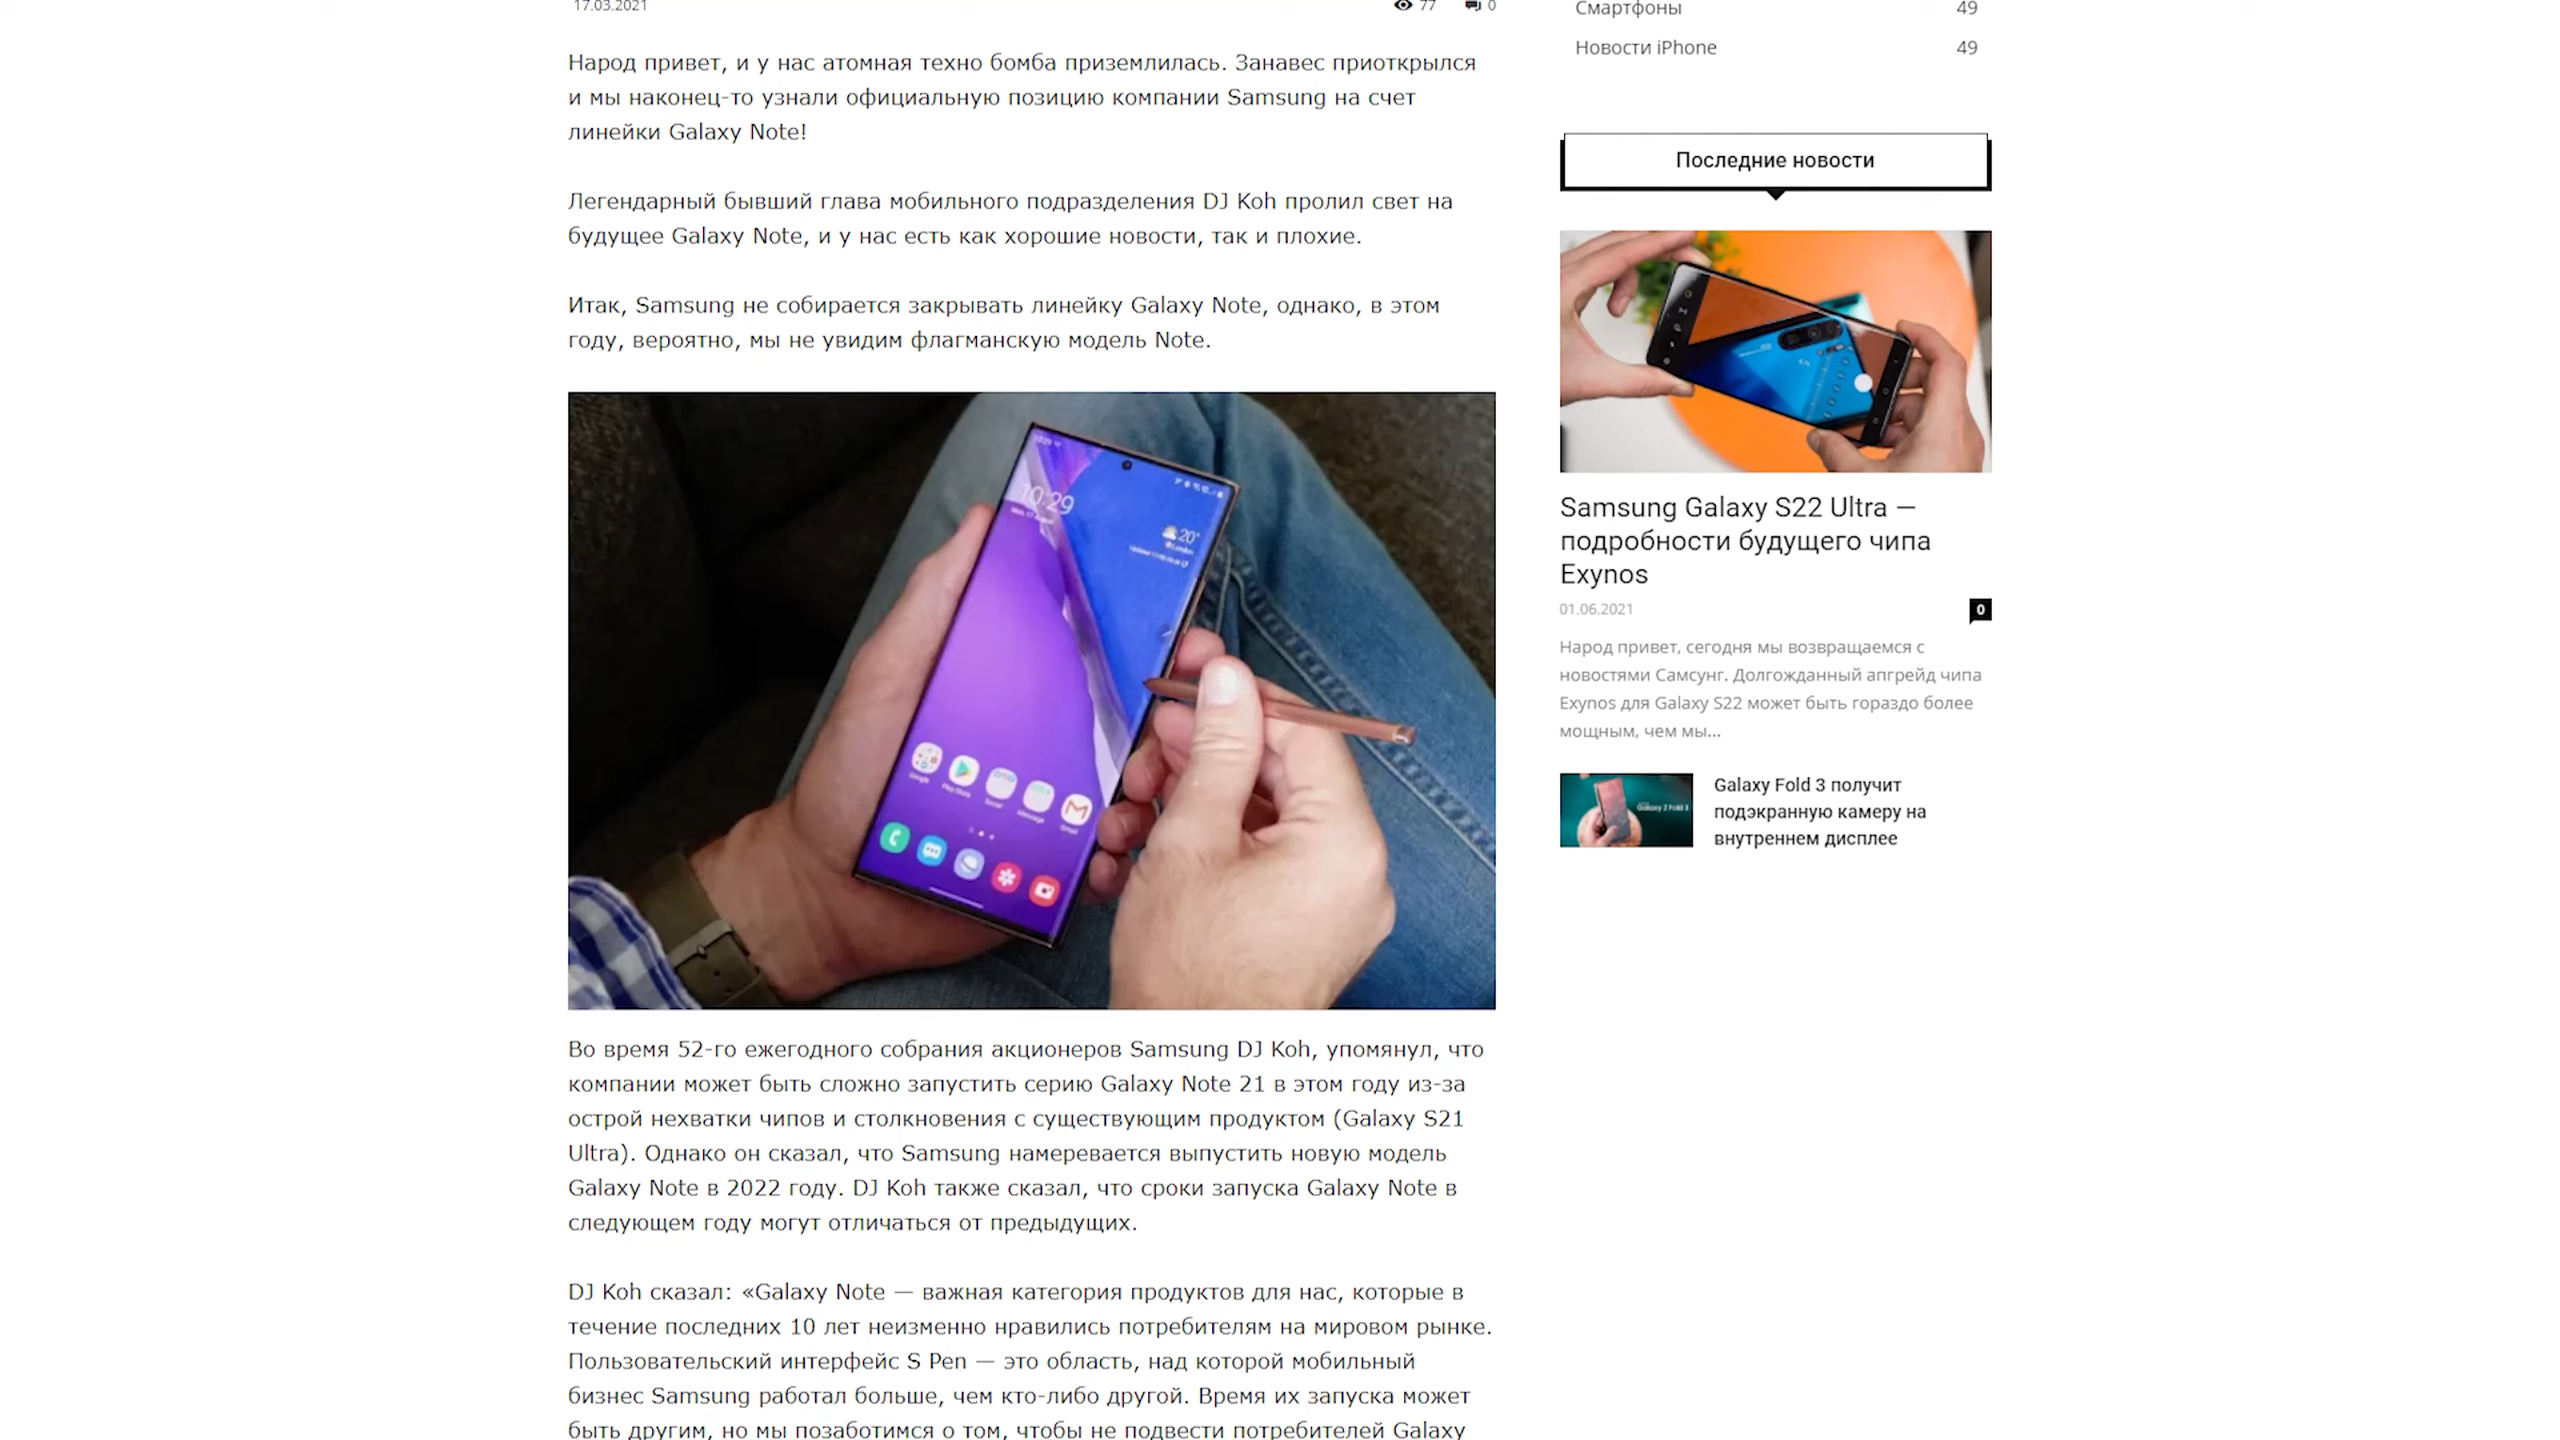 17.03.2021
77
0
Народ привет, и у нас атомная техно бомба приземлилась. Занавес приоткрылся
и мы наконец-то узнали официальную позицию компании Samsung на счет
линейки Galaxy Note!
Легендарный бывший глава мобильного подразделения DJ Koh пролил свет на
будущее Galaxy Note, и у нас есть как хорошие новости, так и плохие.
Итак, Samsung не собирается закрывать линейку Galaxy Note, однако, в этом
году, вероятно, мы не увидим флагманскую модель Note.
10:29
20°
London
Google
Play Store
Social
Message
Gmail
Во время 52-го ежегодного собрания акционеров Samsung DJ Koh, упомянул, что
компании может быть сложно запустить серию Galaxy Note 21 в этом году из-за
острой нехватки чипов и столкновения с существующим продуктом (Galaxy S21
Ultra). Однако он сказал, что Samsung намеревается выпустить новую модель
Galaxy Note в 2022 году. DJ Koh также сказал, что сроки запуска Galaxy Note в
следующем году могут отличаться от предыдущих.
DJ Koh сказал: «Galaxy Note — важная категория продуктов для нас, которые в
течение последних 10 лет неизменно нравились потребителям на мировом рынке.
Пользовательский интерфейс S Pen — это область, над которой мобильный
бизнес Samsung работал больше, чем кто-либо другой. Время их запуска может
быть другим, но мы позаботимся о том, чтобы не подвести потребителей Galaxy
Смартфоны 49
Новости iPhone 49
Последние новости
Samsung Galaxy S22 Ultra —
подробности будущего чипа
Exynos
01.06.2021
0
Народ привет, сегодня мы возвращаемся с
новостями Самсунг. Долгожданный апгрейд чипа
Exynos для Galaxy S22 может быть гораздо более
мощным, чем мы...
Galaxy Z Fold 3
Galaxy Fold 3 получит
подэкранную камеру на
внутреннем дисплее